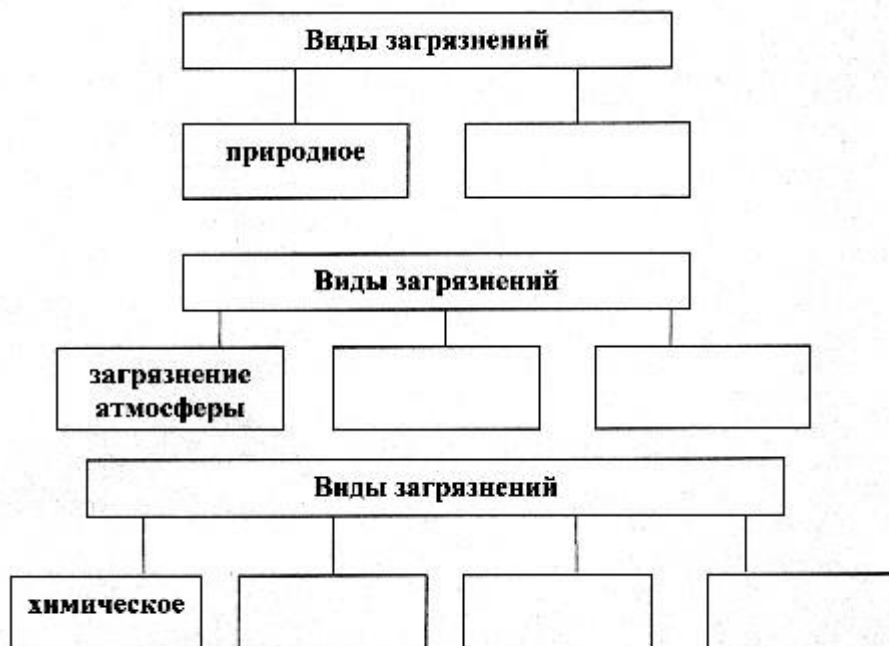 Виды загрязнений
природное
Виды загрязнений
загрязнение
атмосферы
Виды загрязнений
химическое